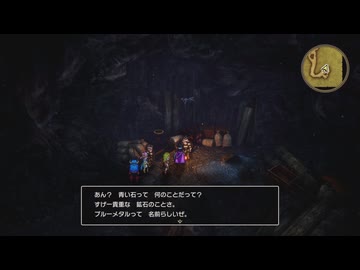 あん？　青い石って　何のことだって？
すげー貴重な　鉱石のことさ。
ブルーメタルって　名前らしいぜ。